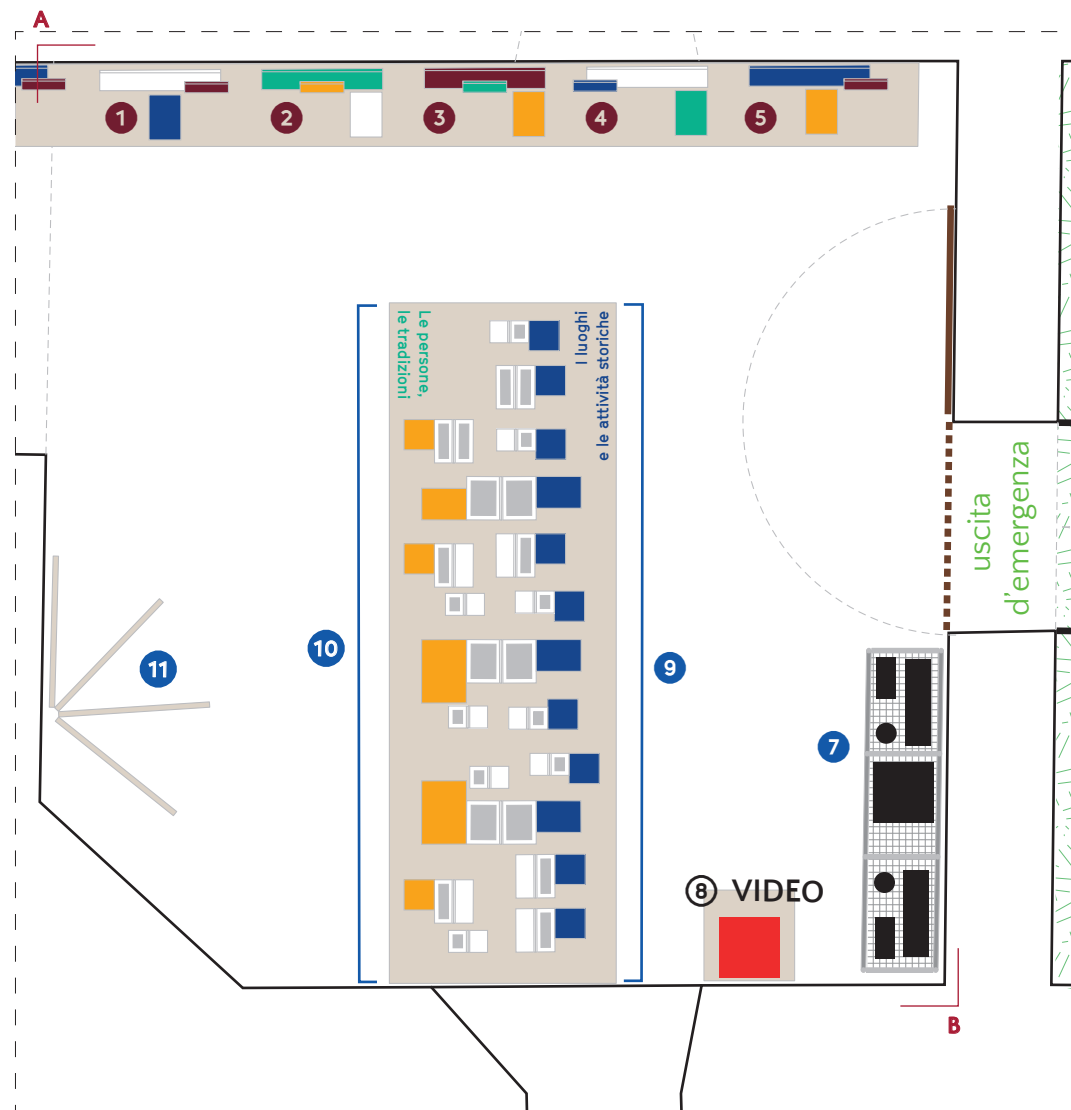 A
1
2
3
4
5
Le persone,
le tradizioni
I luoghi
e le attività storiche
uscita
d'emergenza
10
11
9
7
8 VIDEO
B